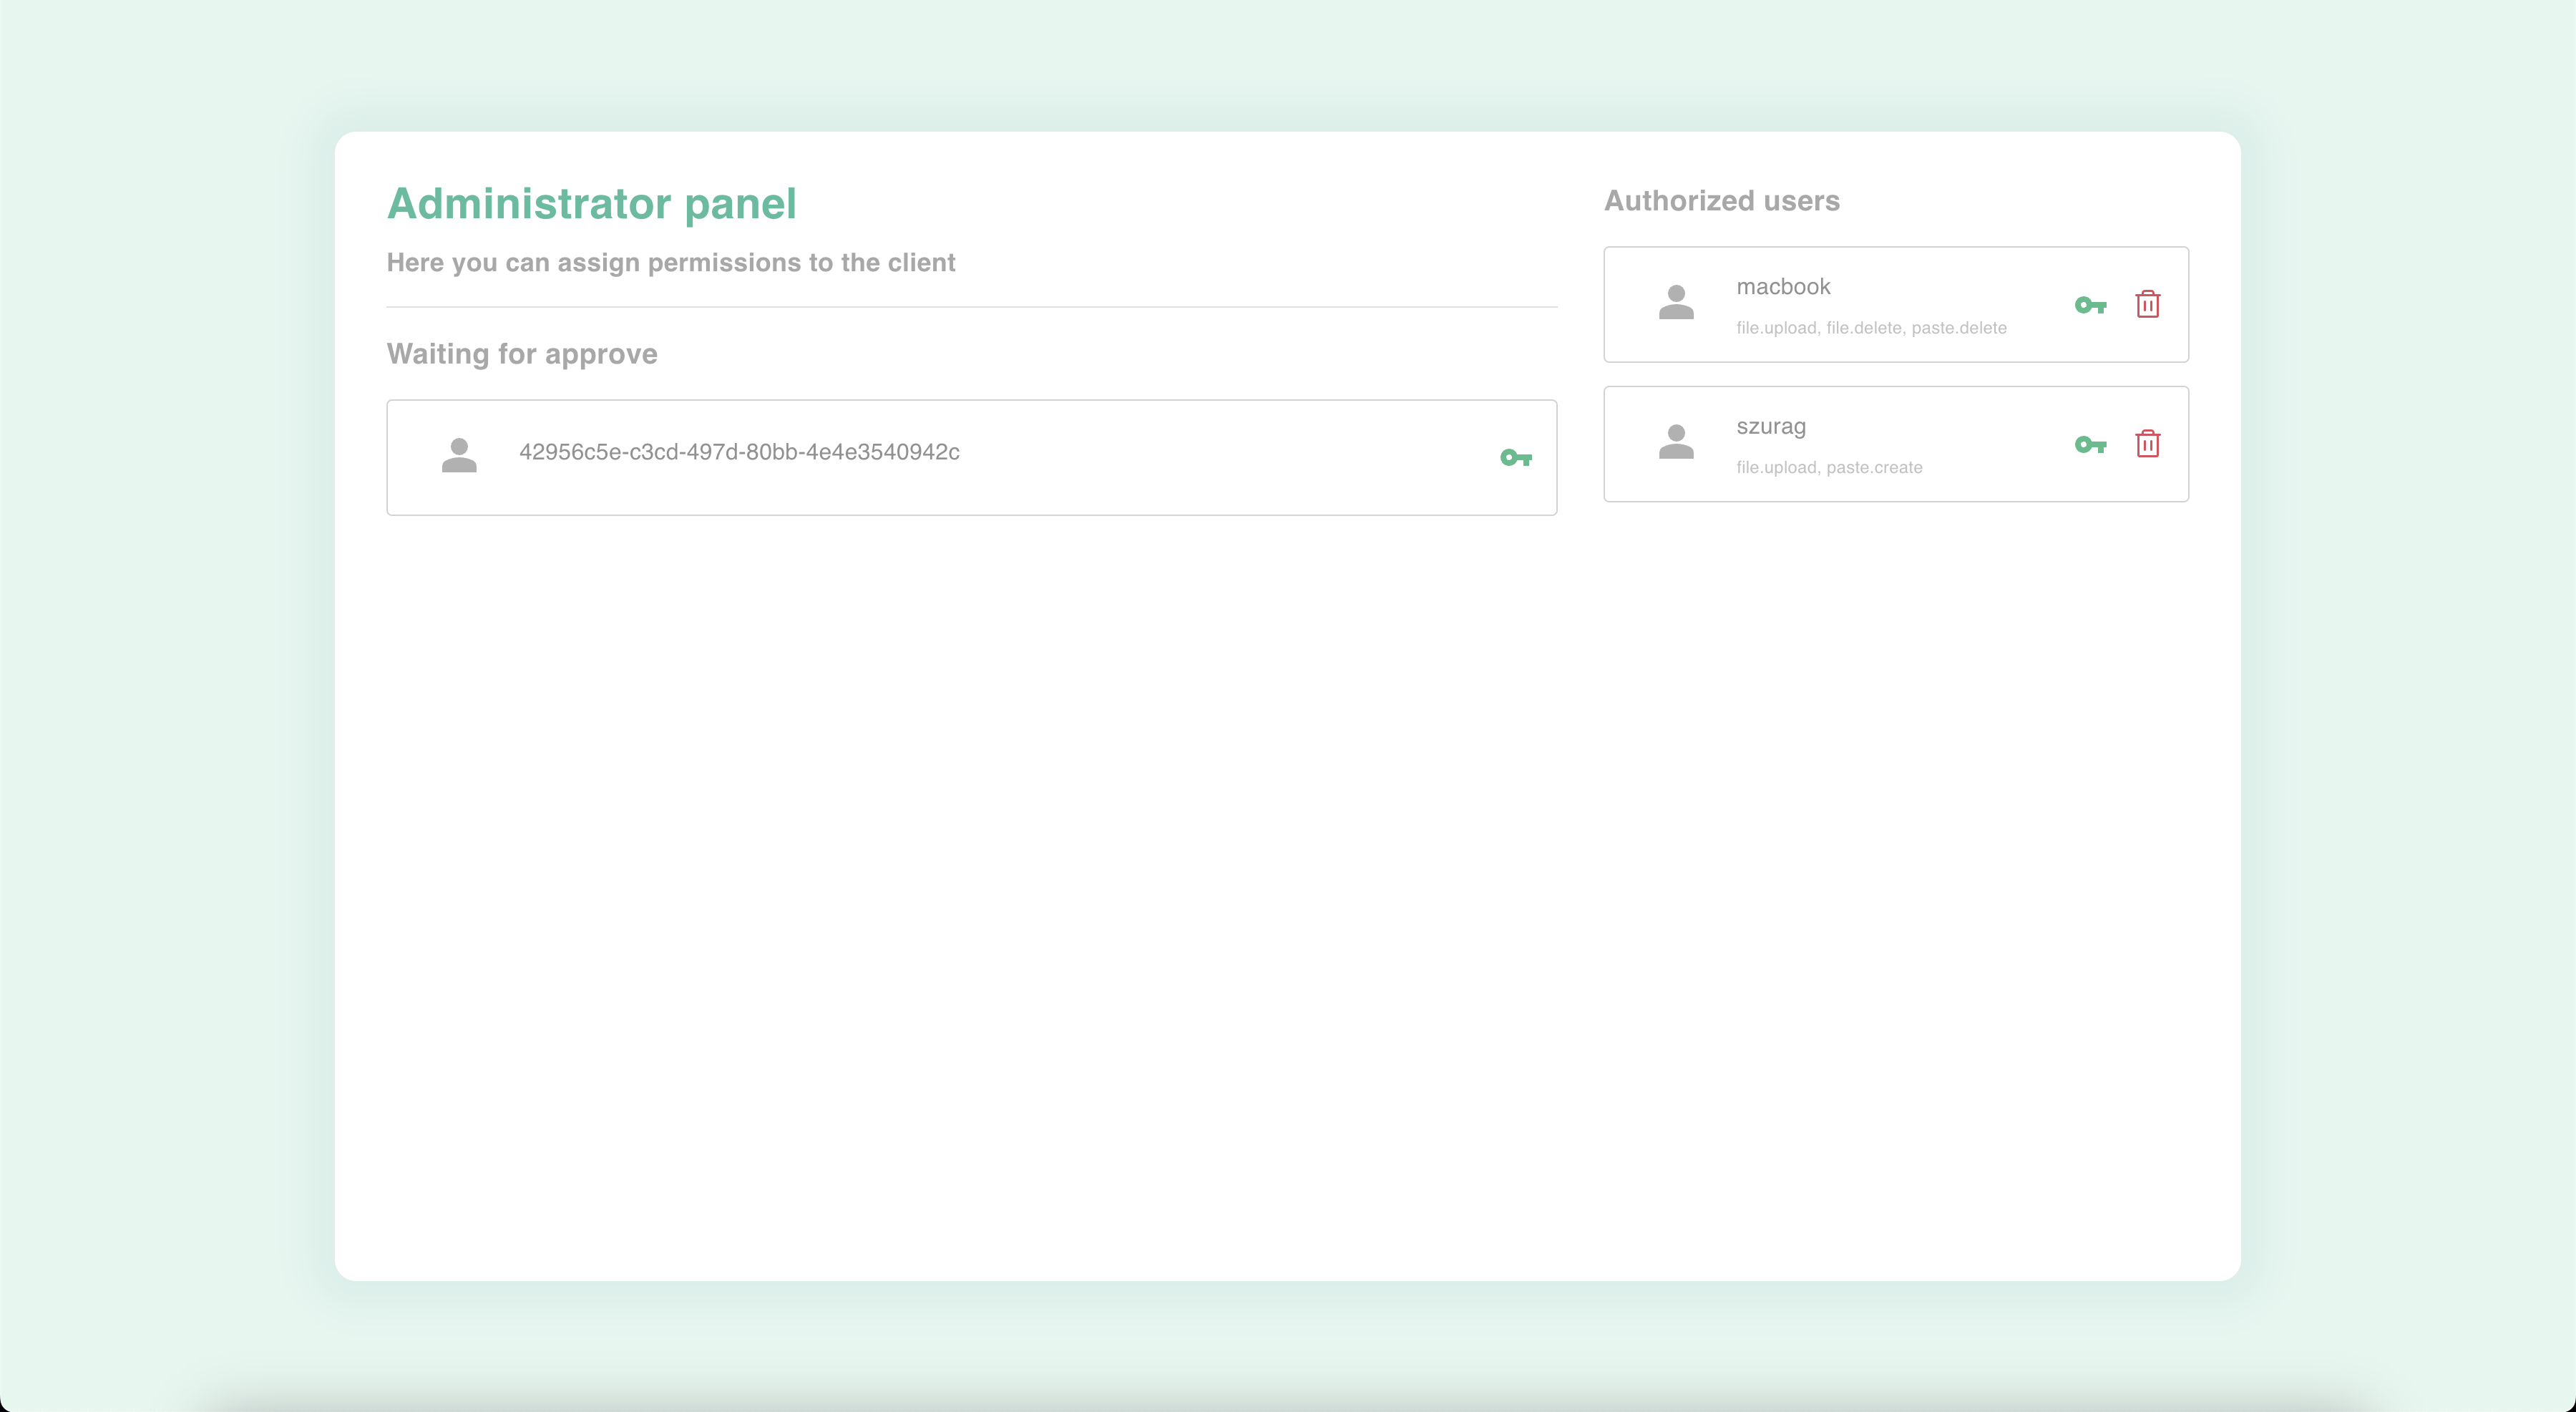 Administrator panel
Here you can assign permissions to the client
Waiting for approve
42956c5e-c3cd-497d-80bb-4e4e3540942c
Authorized users
macbook
file.upload, file.delete, paste.delete
szurag
file.upload, paste.create